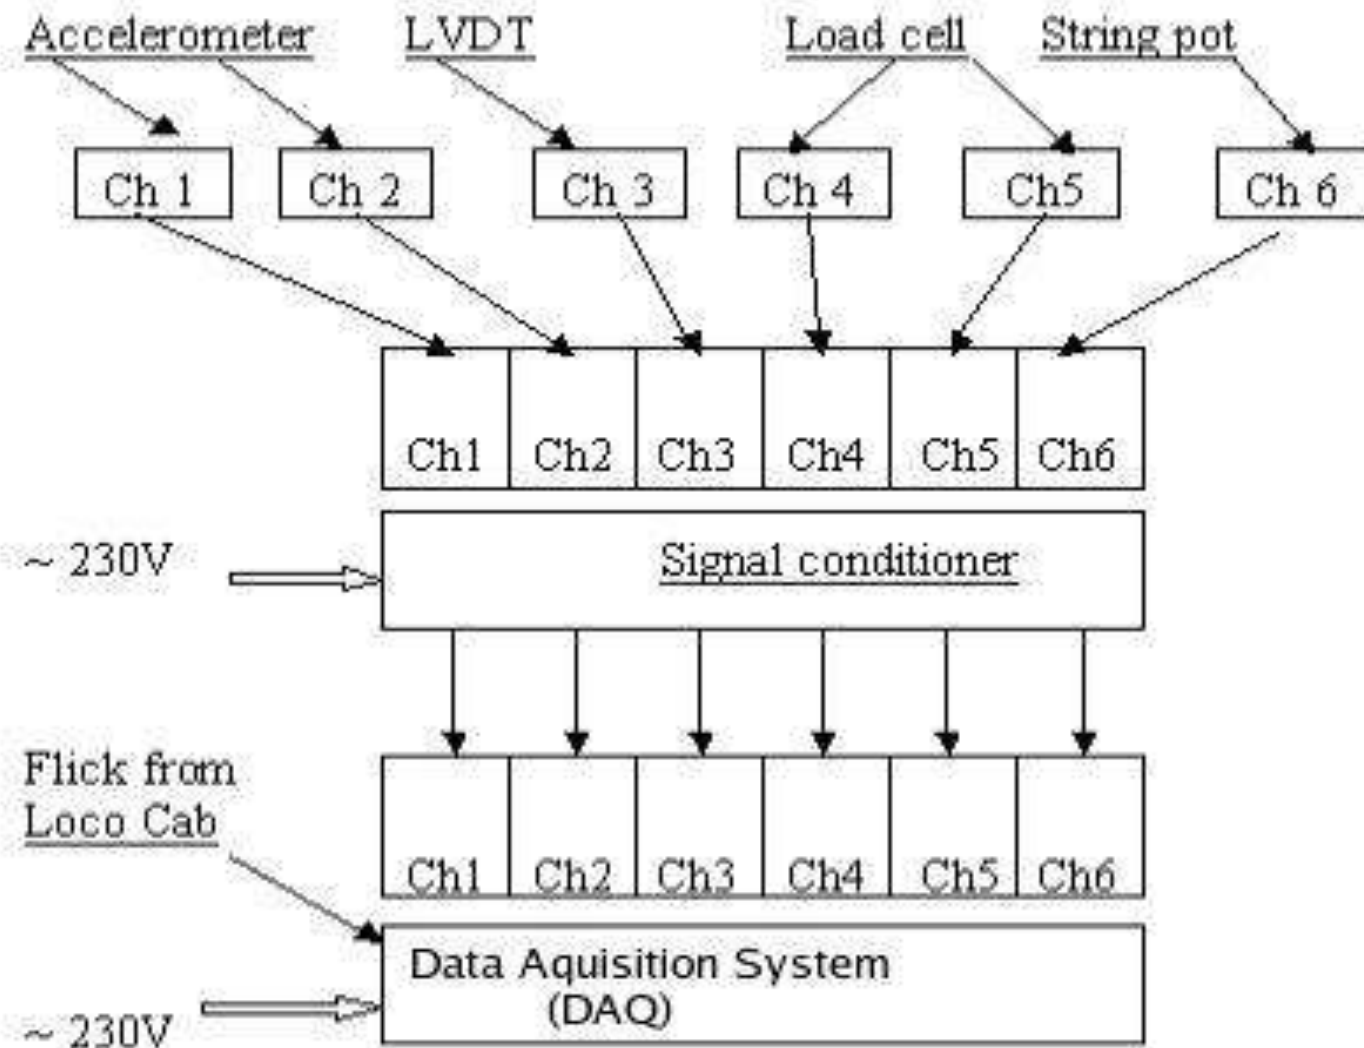 Accelerometer LVDT Load cell String pot
Ch 1 Ch 2 Ch 3 Ch 4 Ch5 Ch 6
Ch1 Ch2 Ch3 Ch4 Ch5 Ch6
~ 230V Signal conditioner
Flick from
Loco Cab
Ch1 Ch2 Ch3 Ch4 Ch5 Ch6
Data Aquisition System
(DAQ)
~ 230V